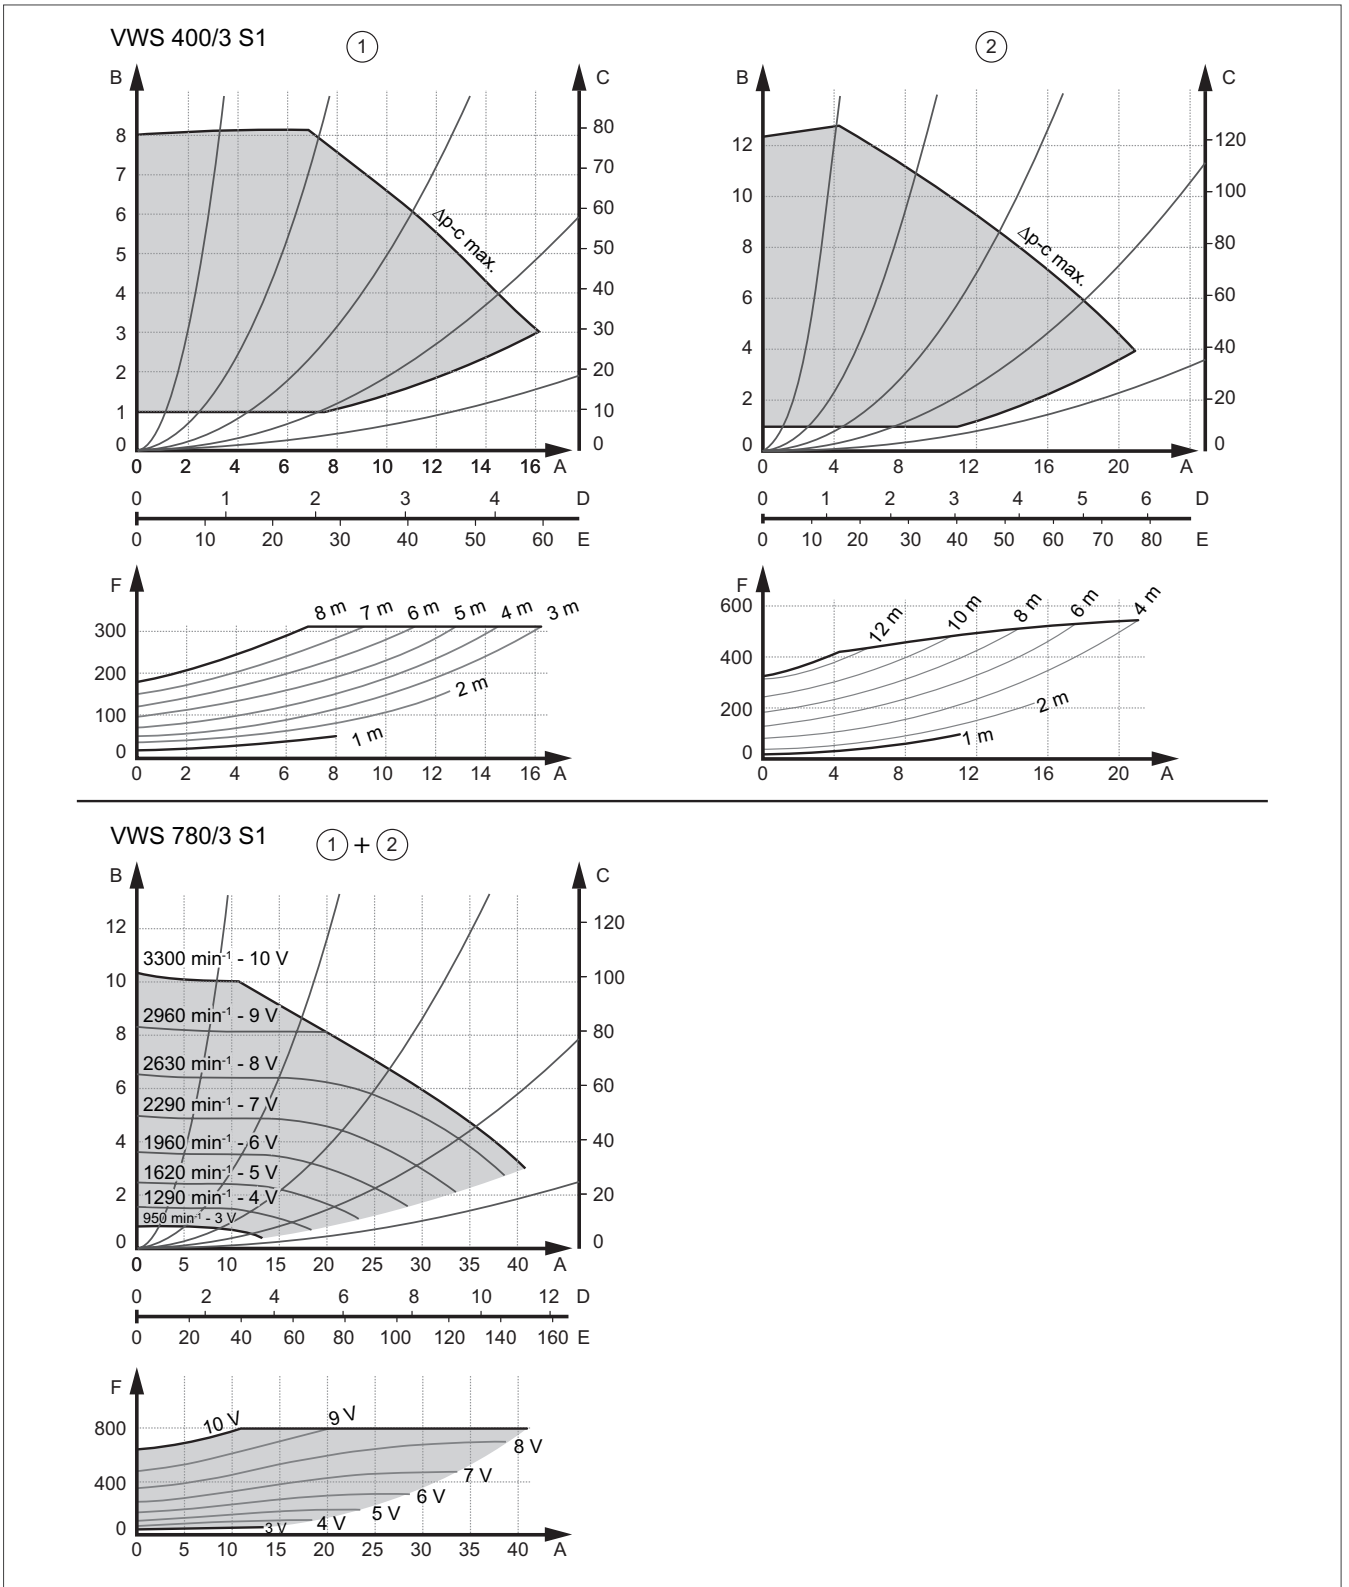 VWS 400/3 S1
1
2
B
C
B
C
8
7
6
5
4
3
2
1
0
80
70
60
50
40
30
20
10
0
Δp-c max.
0 2 4 6 8 10 12 14 16 A
0 1 2 3 4 D
0 10 20 30 40 50 60 E
12
10
8
6
4
2
0
120
100
80
60
40
20
0
Δp-c max.
0 4 8 12 16 20 A
0 1 2 3 4 5 6 D
0 10 20 30 40 50 60 70 80 E
F
300
200
100
0
8 m 7 m 6 m 5 m 4 m 3 m
2 m
1 m
0 2 4 6 8 10 12 14 16 A
F
600
400
200
0
12 m 10 m 8 m 6 m 4 m
2 m
1 m
0 4 8 12 16 20 A
VWS 780/3 S1
1 + 2
B
C
12
10
8
6
4
2
0
120
100
80
60
40
20
0
3300 min⁻¹ - 10 V
2960 min⁻¹ - 9 V
2630 min⁻¹ - 8 V
2290 min⁻¹ - 7 V
1960 min⁻¹ - 6 V
1620 min⁻¹ - 5 V
1290 min⁻¹ - 4 V
950 min⁻¹ - 3 V
0 5 10 15 20 25 30 35 40 A
0 2 4 6 8 10 12 D
0 20 40 60 80 100 120 140 160 E
F
800
400
0
10 V
9 V
8 V
7 V
6 V
5 V
4 V
3 V
0 5 10 15 20 25 30 35 40 A